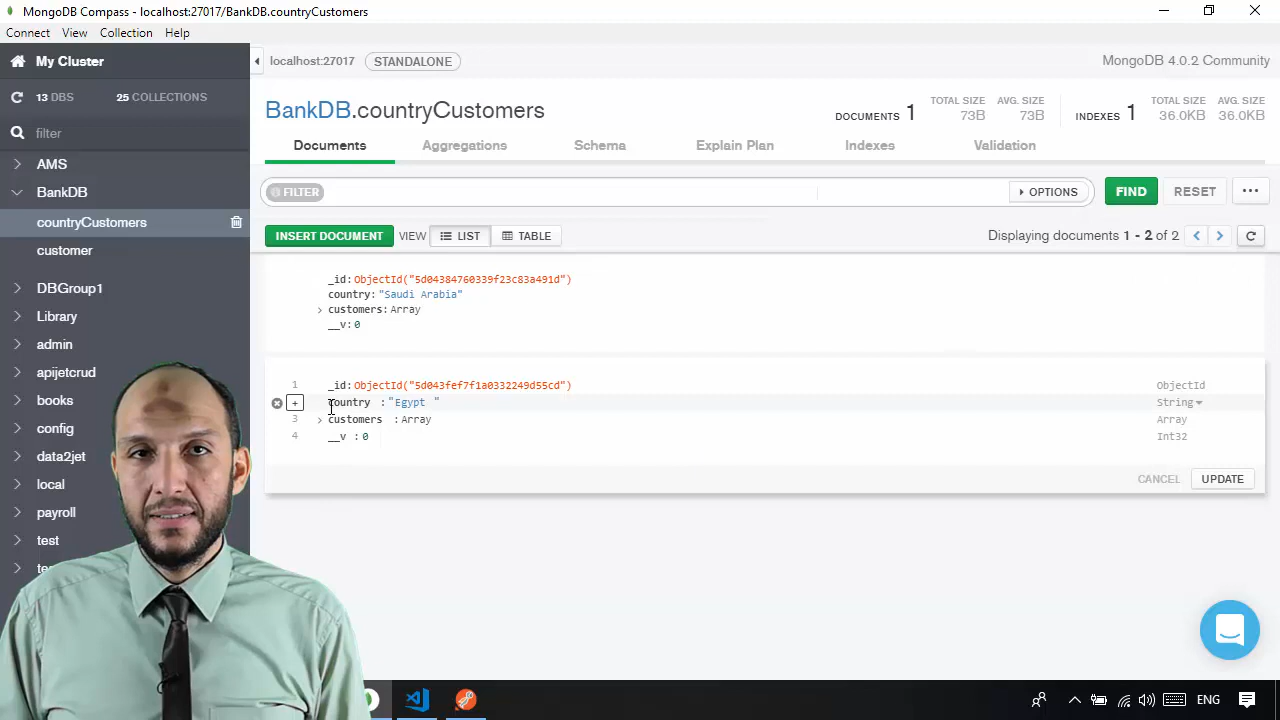 MongoDB Compass - localhost:27017/BankDB.countryCustomers
Connect View Collection Help
My Cluster
13 DBS 25 COLLECTIONS
filter
AMS
BankDB
countryCustomers
customer
DBGroup1
Library
admin
apijetcrud
books
config
data2jet
local
payroll
test
localhost:27017 STANDALONE MongoDB 4.0.2 Community
BankDB.countryCustomers
DOCUMENTS 1 TOTAL SIZE 73B AVG. SIZE 73B INDEXES 1 TOTAL SIZE 36.0KB AVG. SIZE 36.0KB
Documents Aggregations Schema Explain Plan Indexes Validation
FILTER OPTIONS FIND RESET ...
INSERT DOCUMENT VIEW LIST TABLE Displaying documents 1 - 2 of 2
_id:ObjectId("5d04384760339f23c83a491d")
country:"Saudi Arabia"
customers:Array
__v:0
1 _id:ObjectId("5d043fef7f1a0332249d55cd") ObjectId
country :"Egypt " String
3 customers :Array Array
4 __v :0 Int32
CANCEL UPDATE
ENG